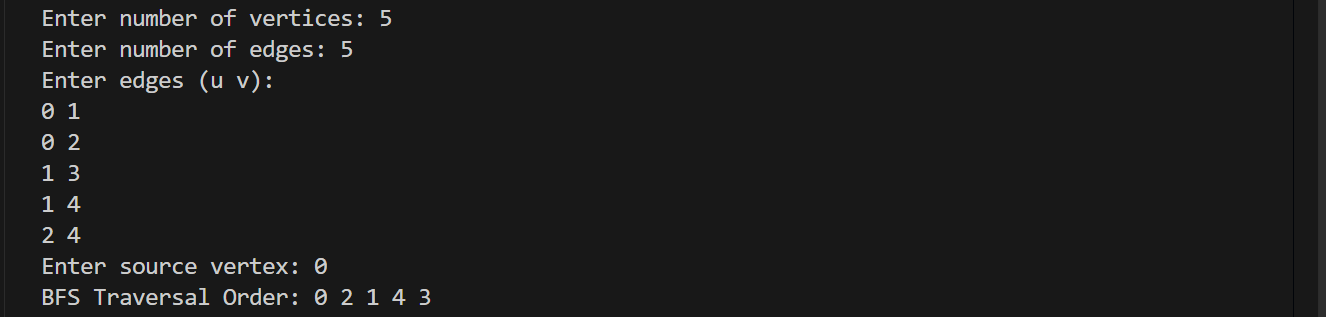 Enter number of vertices: 5
Enter number of edges: 5
Enter edges (u v):
0 1
0 2
1 3
1 4
2 4
Enter source vertex: 0
BFS Traversal Order: 0 2 1 4 3